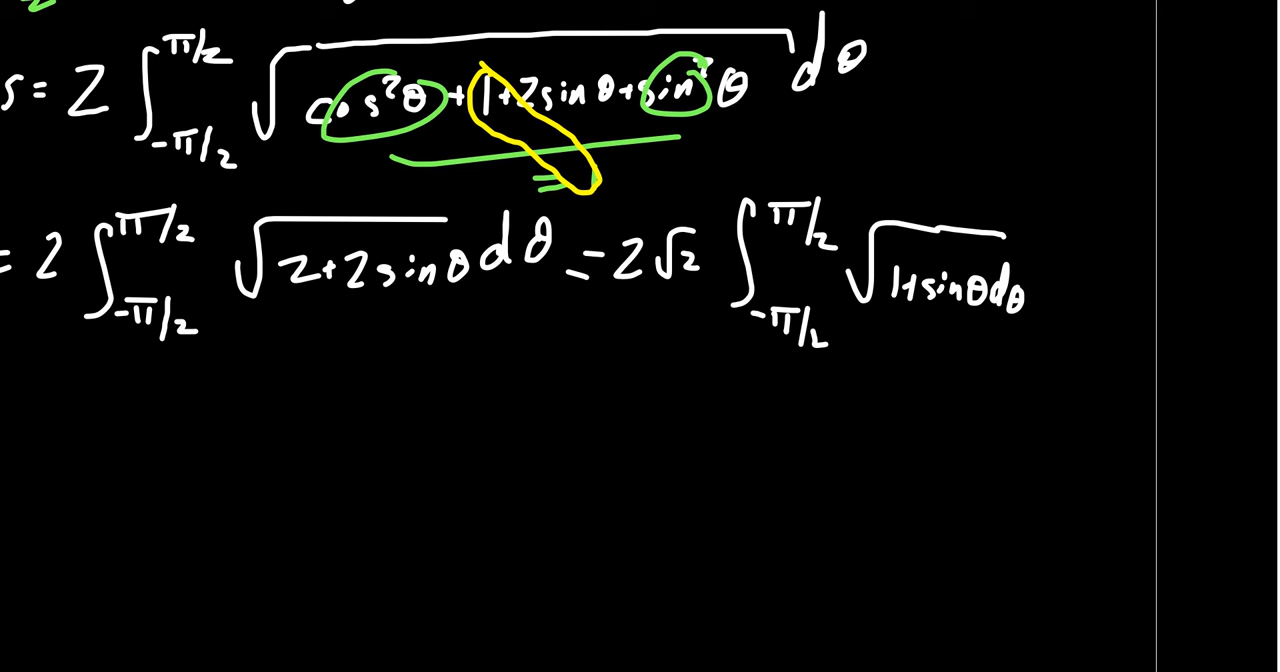 s = 2 ∫_{-π/2}^{π/2} √(cos²θ + 1 + 2sinθ + sin²θ) dθ
=
= 2 ∫_{-π/2}^{π/2} √(2+2sinθ) dθ = 2√2 ∫_{-π/2}^{π/2} √(1+sinθ dθ)